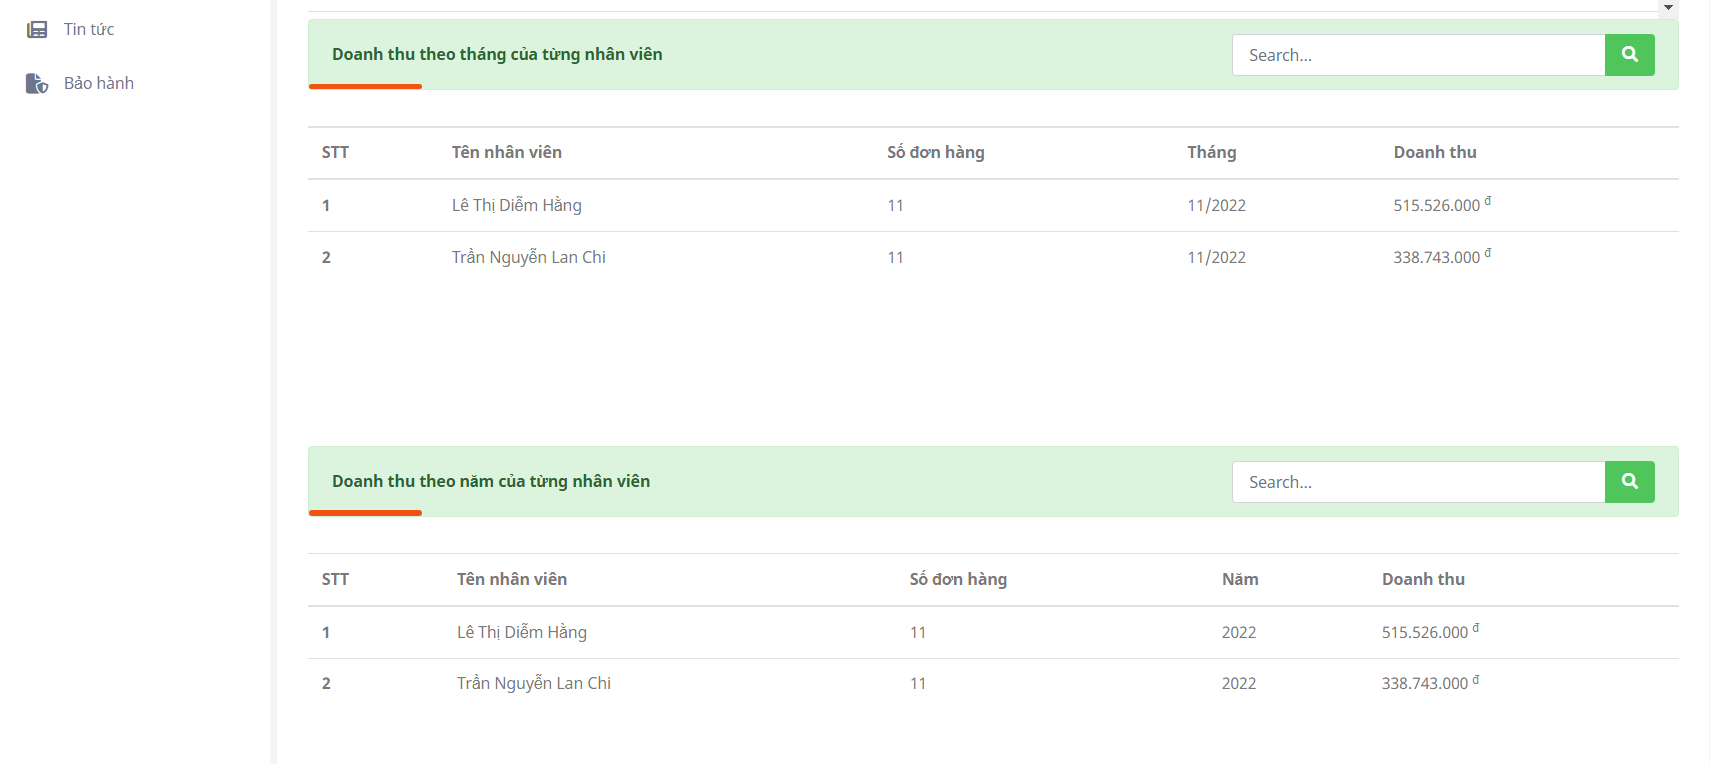 Tin tức
Bảo hành
Doanh thu theo tháng của từng nhân viên
Search...
STT Tên nhân viên Số đơn hàng Tháng Doanh thu
1 Lê Thị Diễm Hằng 11 11/2022 515.526.000 đ
2 Trần Nguyễn Lan Chi 11 11/2022 338.743.000 đ
Doanh thu theo năm của từng nhân viên
Search...
STT Tên nhân viên Số đơn hàng Năm Doanh thu
1 Lê Thị Diễm Hằng 11 2022 515.526.000 đ
2 Trần Nguyễn Lan Chi 11 2022 338.743.000 đ